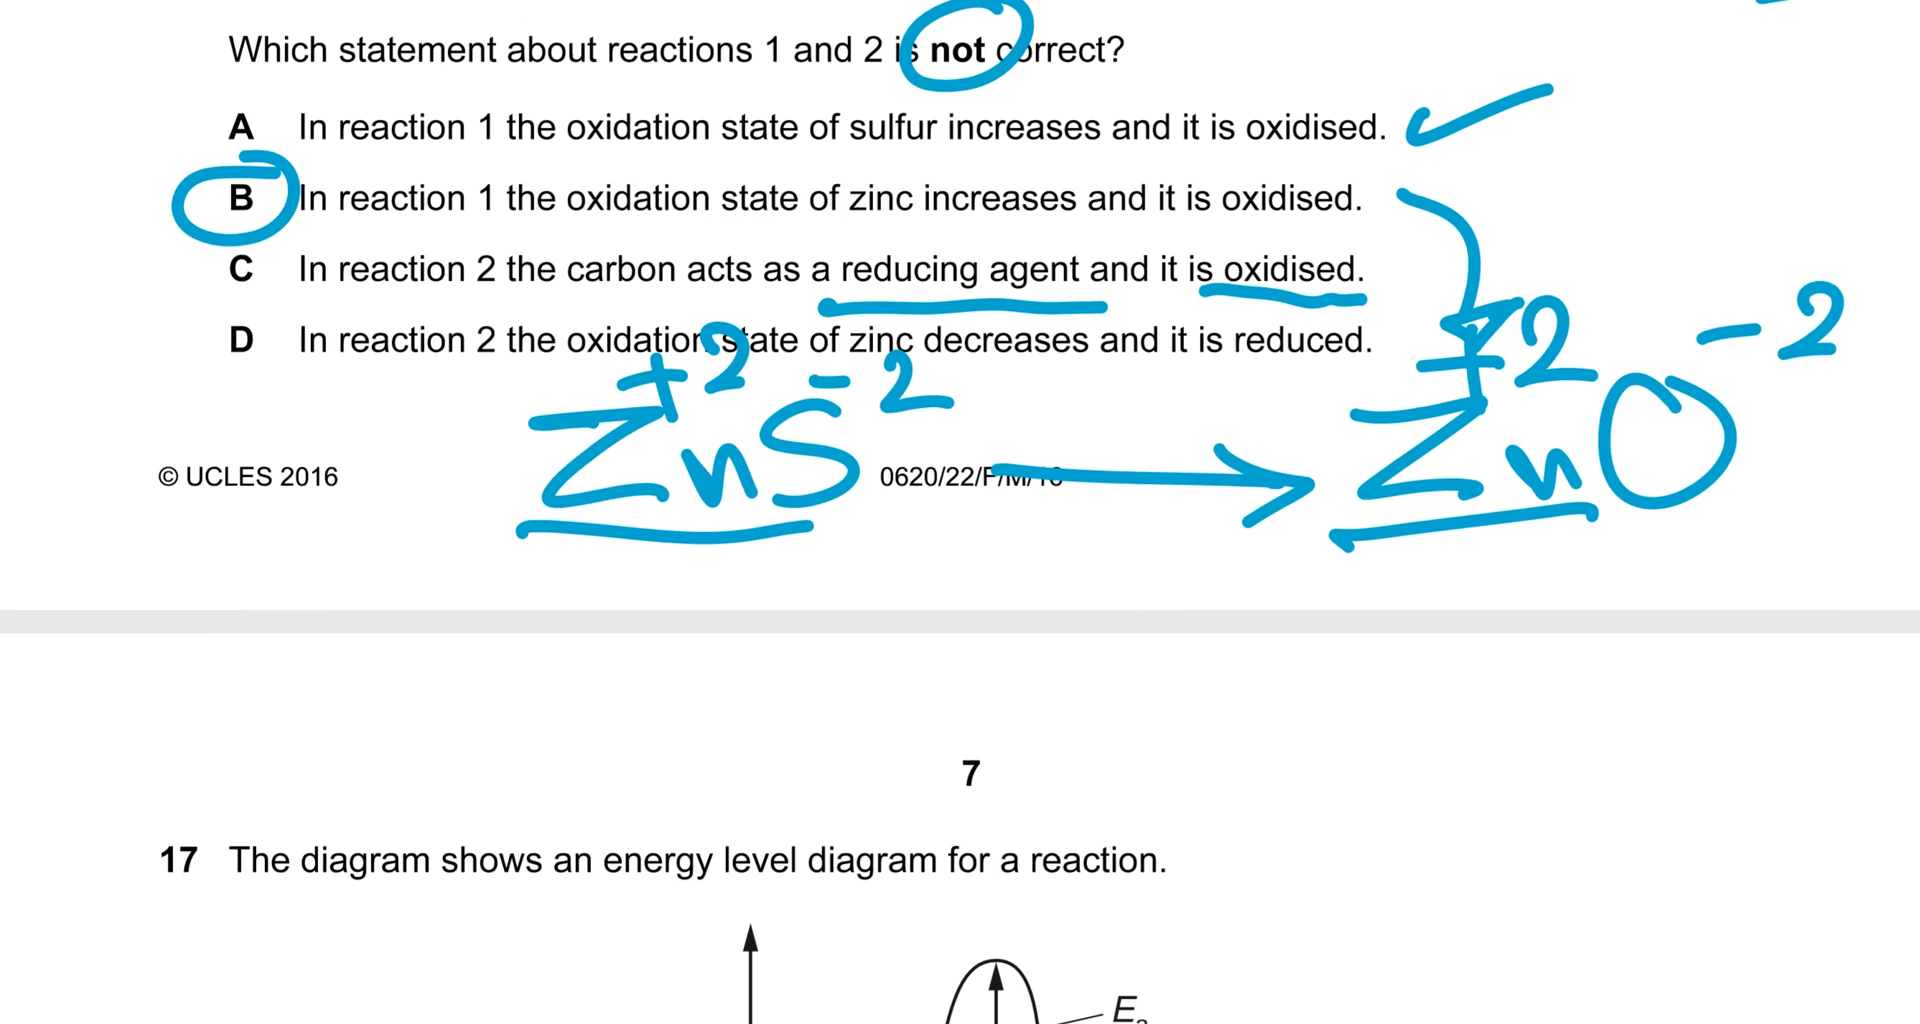 Which statement about reactions 1 and 2 is not correct?
A In reaction 1 the oxidation state of sulfur increases and it is oxidised.
B In reaction 1 the oxidation state of zinc increases and it is oxidised.
C In reaction 2 the carbon acts as a reducing agent and it is oxidised.
D In reaction 2 the oxidation state of zinc decreases and it is reduced.
+2 -2 +2 -2
ZnS → ZnO
© UCLES 2016 0620/22/F/M/16
7
17 The diagram shows an energy level diagram for a reaction.
Ea